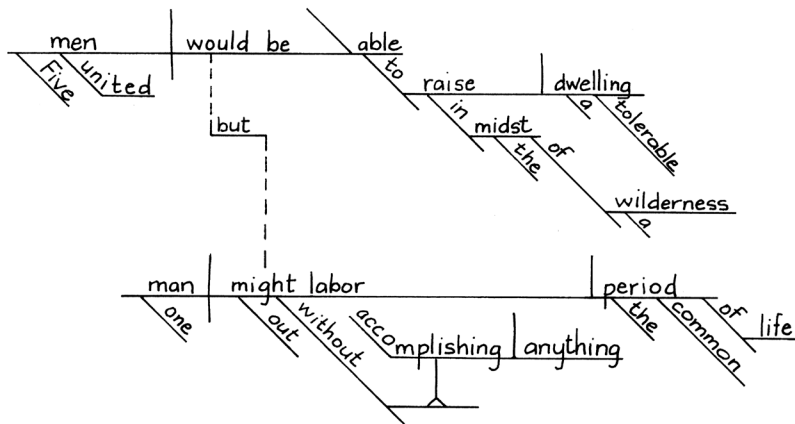 men would be able
Five united
to raise dwelling
a tolerable
in midst
the of
wilderness
a
but
man might labor period
one out without
the common of life
accomplishing anything